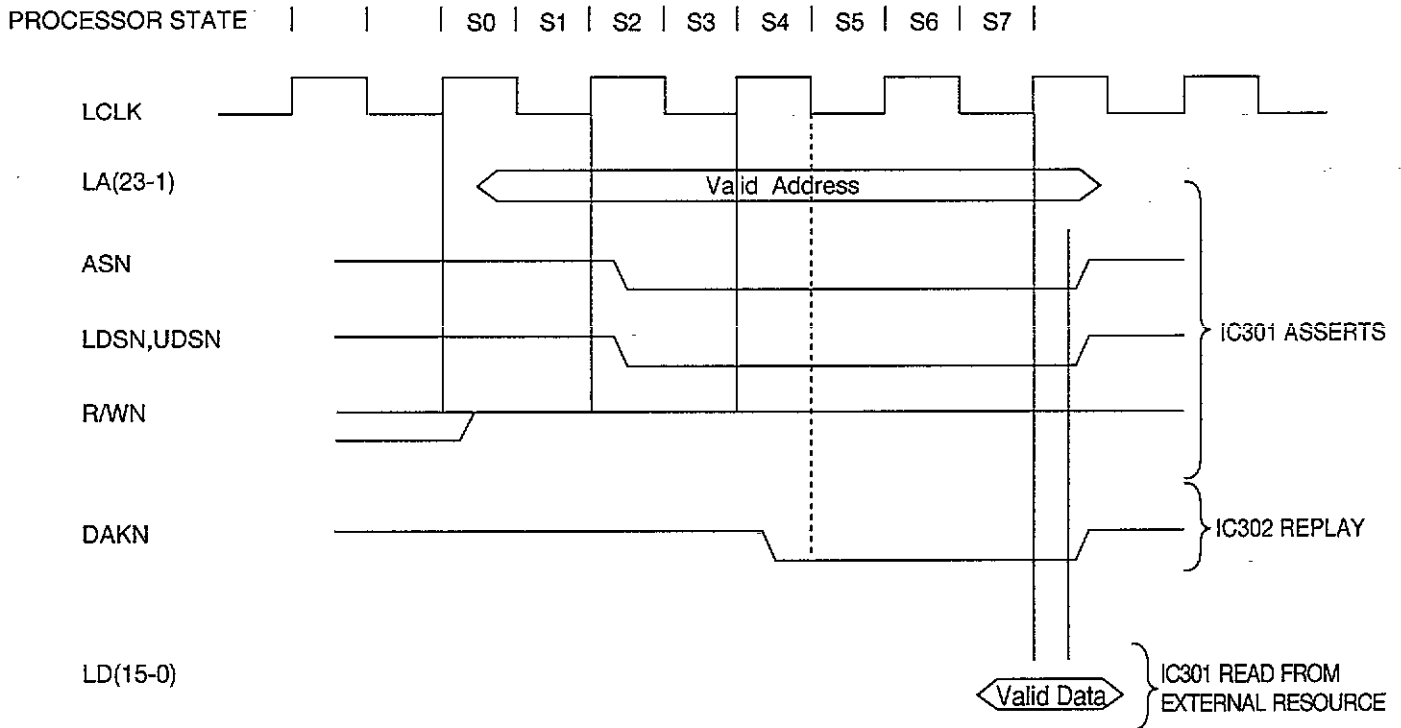 PROCESSOR STATE | | | S0 | S1 | S2 | S3 | S4 | S5 | S6 | S7 |
LCLK
LA(23-1)
Valid Address
ASN
LDSN,UDSN
IC301 ASSERTS
R/WN
DAKN
IC302 REPLAY
LD(15-0)
Valid Data
IC301 READ FROM
EXTERNAL RESOURCE